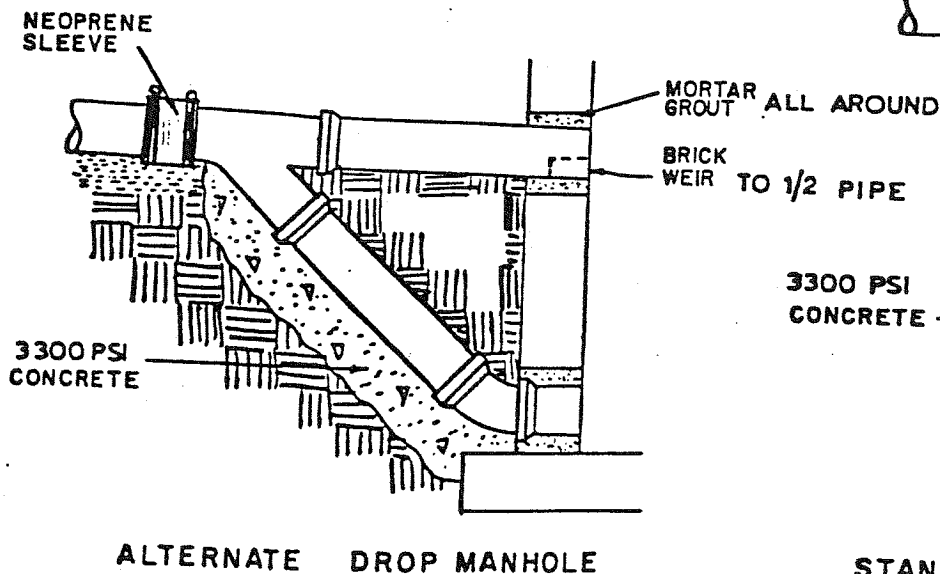 NEOPRENE
SLEEVE
MORTAR
GROUT ALL AROUND
BRICK
WEIR TO 1/2 PIPE
3300 PSI
CONCRETE
3300 PSI
CONCRETE
ALTERNATE DROP MANHOLE
STAN